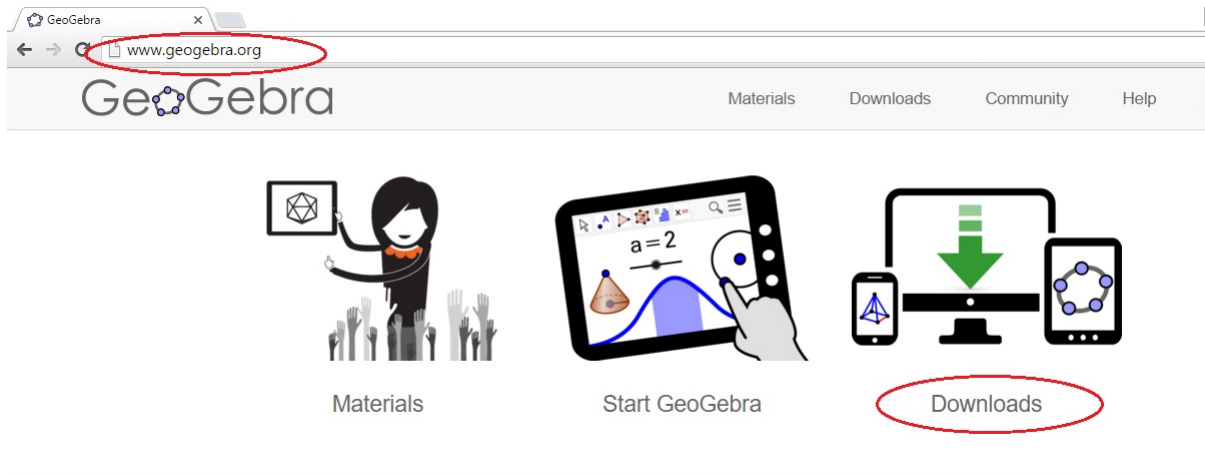 GeoGebra
www.geogebra.org
GeoGebra
Materials Downloads Community Help
A
x=
a=2
Materials
Start GeoGebra
Downloads